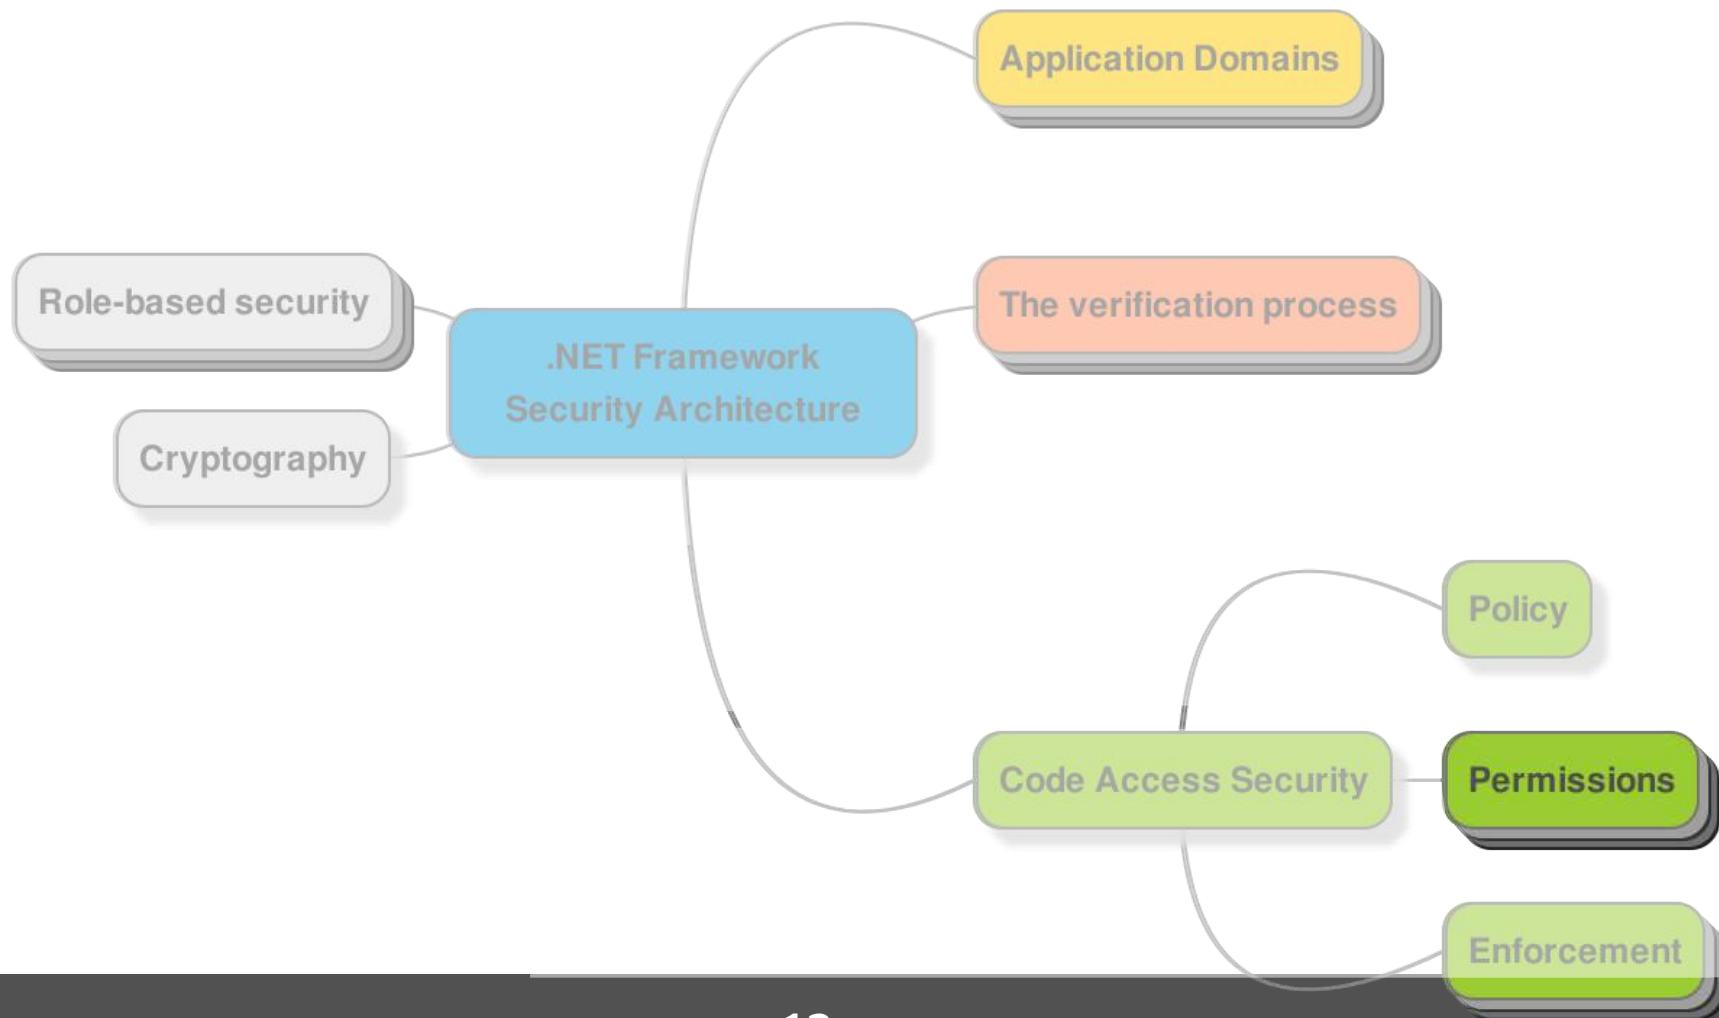 Application Domains
Role-based security
The verification process
.NET Framework
Security Architecture
Cryptography
Policy
Code Access Security
Permissions
Enforcement